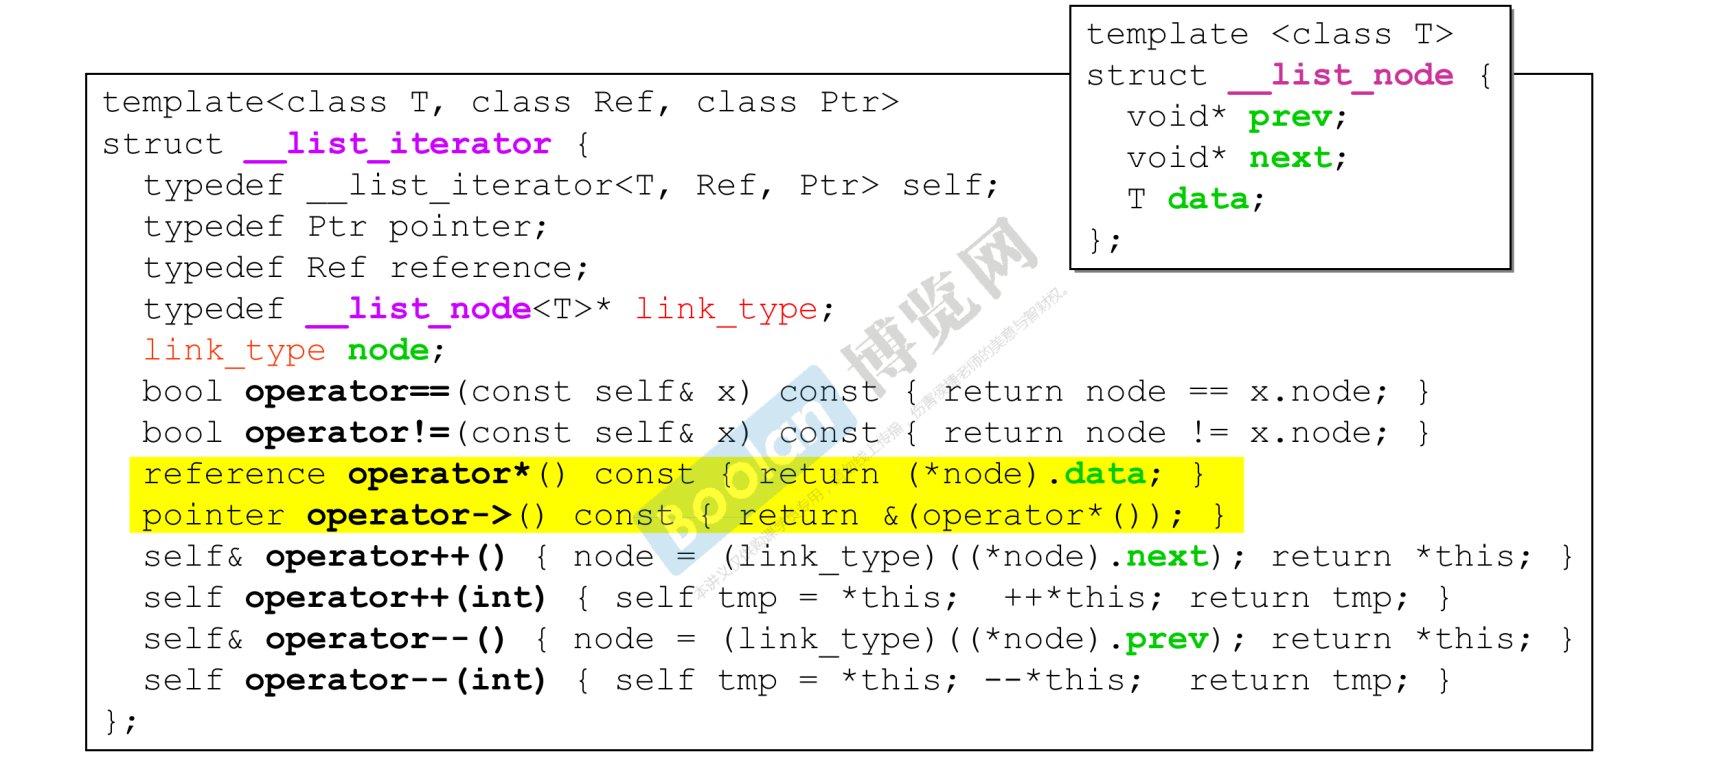 template <class T>
struct __list_node {
  void* prev;
  void* next;
  T data;
};
template<class T, class Ref, class Ptr>
struct __list_iterator {
  typedef __list_iterator<T, Ref, Ptr> self;
  typedef Ptr pointer;
  typedef Ref reference;
  typedef __list_node<T>* link_type;
  link_type node;
  bool operator==(const self& x) const { return node == x.node; }
  bool operator!=(const self& x) const { return node != x.node; }
  reference operator*() const { return (*node).data; }
  pointer operator->() const { return &(operator*()); }
  self& operator++() { node = (link_type)((*node).next); return *this; }
  self operator++(int) { self tmp = *this;  ++*this; return tmp; }
  self& operator--() { node = (link_type)((*node).prev); return *this; }
  self operator--(int) { self tmp = *this; --*this;  return tmp; }
};
Boolan 博览网